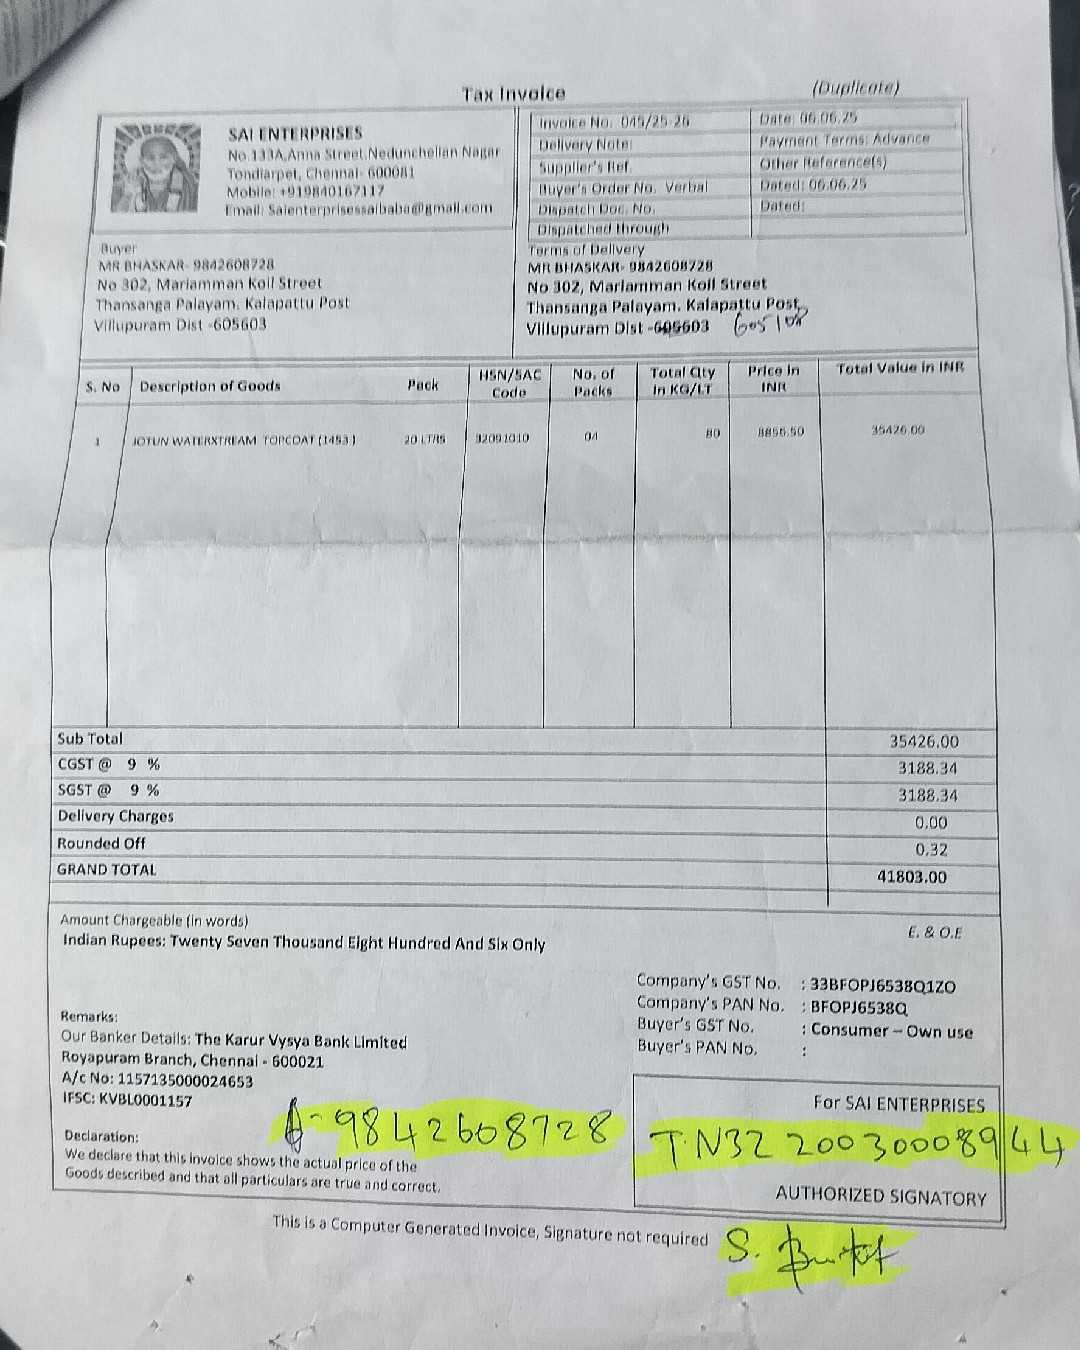 Tax Invoice
(Duplicate)
SAI ENTERPRISES
No.133A,Anna Street,Nedunchelian Nagar
Tondiarpet, Chennai- 600081
Mobile: +919840167117
Email: Saienterprisessaibaba@gmail.com
Invoice No. 045/25-26
Date: 06.06.25
Delivery Note:
Payment Terms: Advance
Supplier's Ref.
Other Reference(s)
Buyer's Order No. Verbal
Dated: 06.06.25
Dispatch Doc. No.
Dated:
Dispatched through
Buyer
MR BHASKAR- 9842608728
No 302, Mariamman Koil Street
Thansanga Palayam. Kalapattu Post
Villupuram Dist -605603
Terms of Delivery
MR BHASKAR- 9842608728
No 302, Mariamman Koil Street
Thansanga Palayam. Kalapattu Post
Villupuram Dist -605603 605108
S. No Description of Goods Pack HSN/SAC Code No. of Packs Total Qty In KG/LT Price In INR Total Value in INR
1 JOTUN WATERXTREAM TOPCOAT (1453 ) 20 LTRS 32091010 04 80 8856.50 35426.00
Sub Total 35426.00
CGST @ 9 % 3188.34
SGST @ 9 % 3188.34
Delivery Charges 0.00
Rounded Off 0.32
GRAND TOTAL 41803.00
Amount Chargeable (in words)
E. & O.E
Indian Rupees: Twenty Seven Thousand Eight Hundred And Six Only
Company's GST No. : 33BFOPJ6538Q1ZO
Company's PAN No. : BFOPJ6538Q
Buyer's GST No. : Consumer – Own use
Buyer's PAN No. :
Remarks:
Our Banker Details: The Karur Vysya Bank Limited
Royapuram Branch, Chennai - 600021
A/c No: 1157135000024653
IFSC: KVBL0001157
9842608728
For SAI ENTERPRISES
TN32 20030008944
AUTHORIZED SIGNATORY
Declaration:
We declare that this invoice shows the actual price of the
Goods described and that all particulars are true and correct.
This is a Computer Generated Invoice, Signature not required
S.